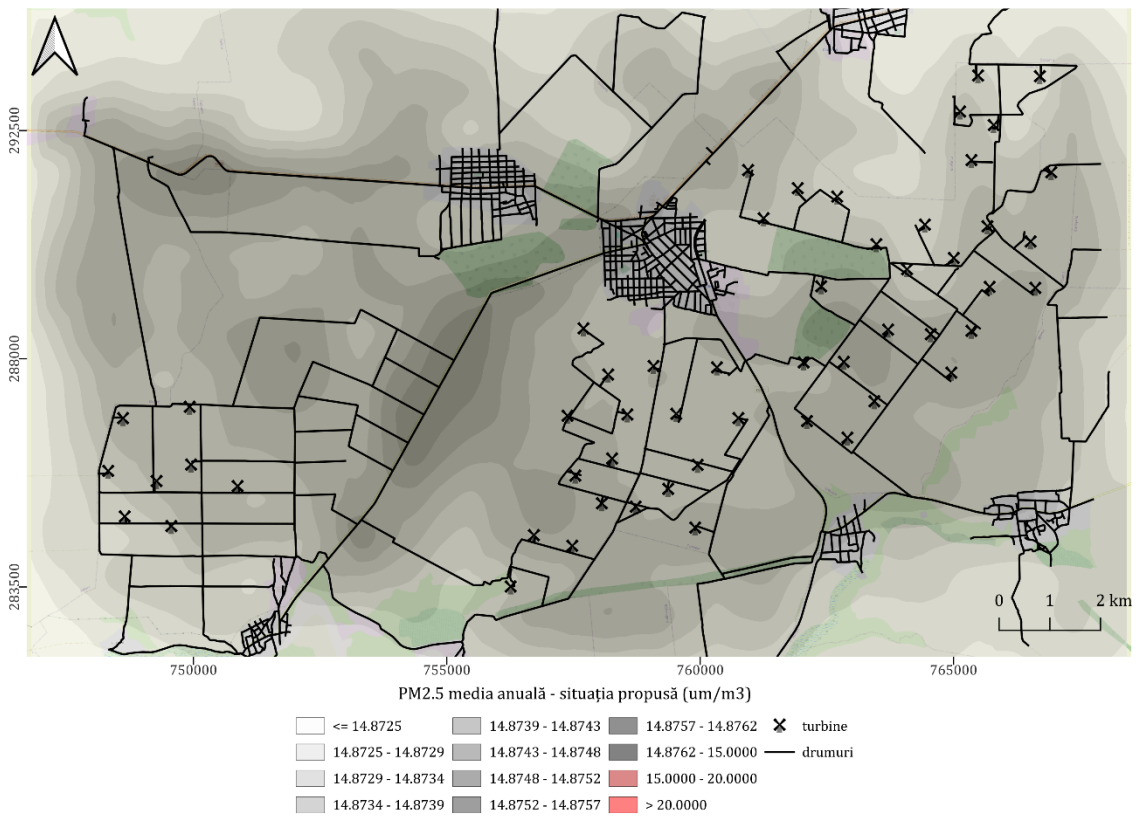 292500
288000
283500
0 1 2 km
750000 755000 760000 765000
PM2.5 media anuală - situația propusă (um/m3)
<= 14.8725
14.8725 - 14.8729
14.8729 - 14.8734
14.8734 - 14.8739
14.8739 - 14.8743
14.8743 - 14.8748
14.8748 - 14.8752
14.8752 - 14.8757
14.8757 - 14.8762
14.8762 - 15.0000
15.0000 - 20.0000
> 20.0000
turbine
drumuri